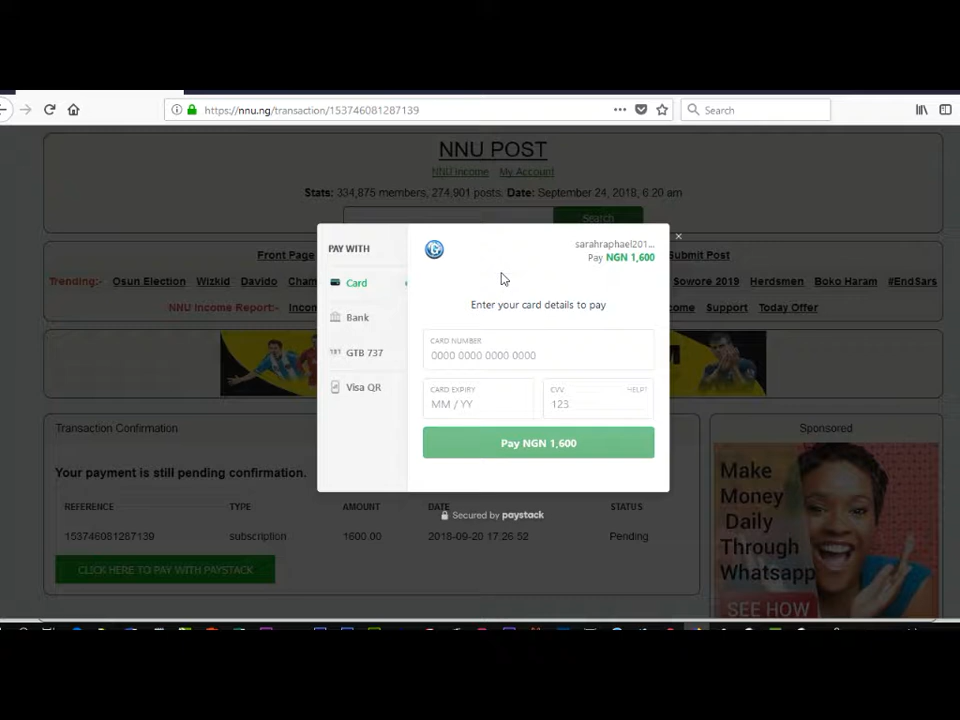 https://nnu.ng/transaction/153746081287139
Search
NNU POST
NNU Income My Account
Stats: 334,875 members, 274,901 posts. Date: September 24, 2018, 6:20 am
Search
Front Page
Submit Post
Trending:- Osun Election Wizkid Davido
Sowore 2019 Herdsmen Boko Haram #EndSars
NNU Income Report:-
Support Today Offer
PAY WITH
Card
Bank
GTB 737
Visa QR
sarahraphael201...
Pay NGN 1,600
Enter your card details to pay
CARD NUMBER
0000 0000 0000 0000
CARD EXPIRY
MM / YY
CVV
HELP?
123
Pay NGN 1,600
Secured by paystack
Transaction Confirmation
Your payment is still pending confirmation.
REFERENCE TYPE AMOUNT DATE STATUS
153746081287139 subscription 1600.00 2018-09-20 17:26:52 Pending
CLICK HERE TO PAY WITH PAYSTACK
Sponsored
Make
Money
Daily
Through
Whatsapp
SEE HOW